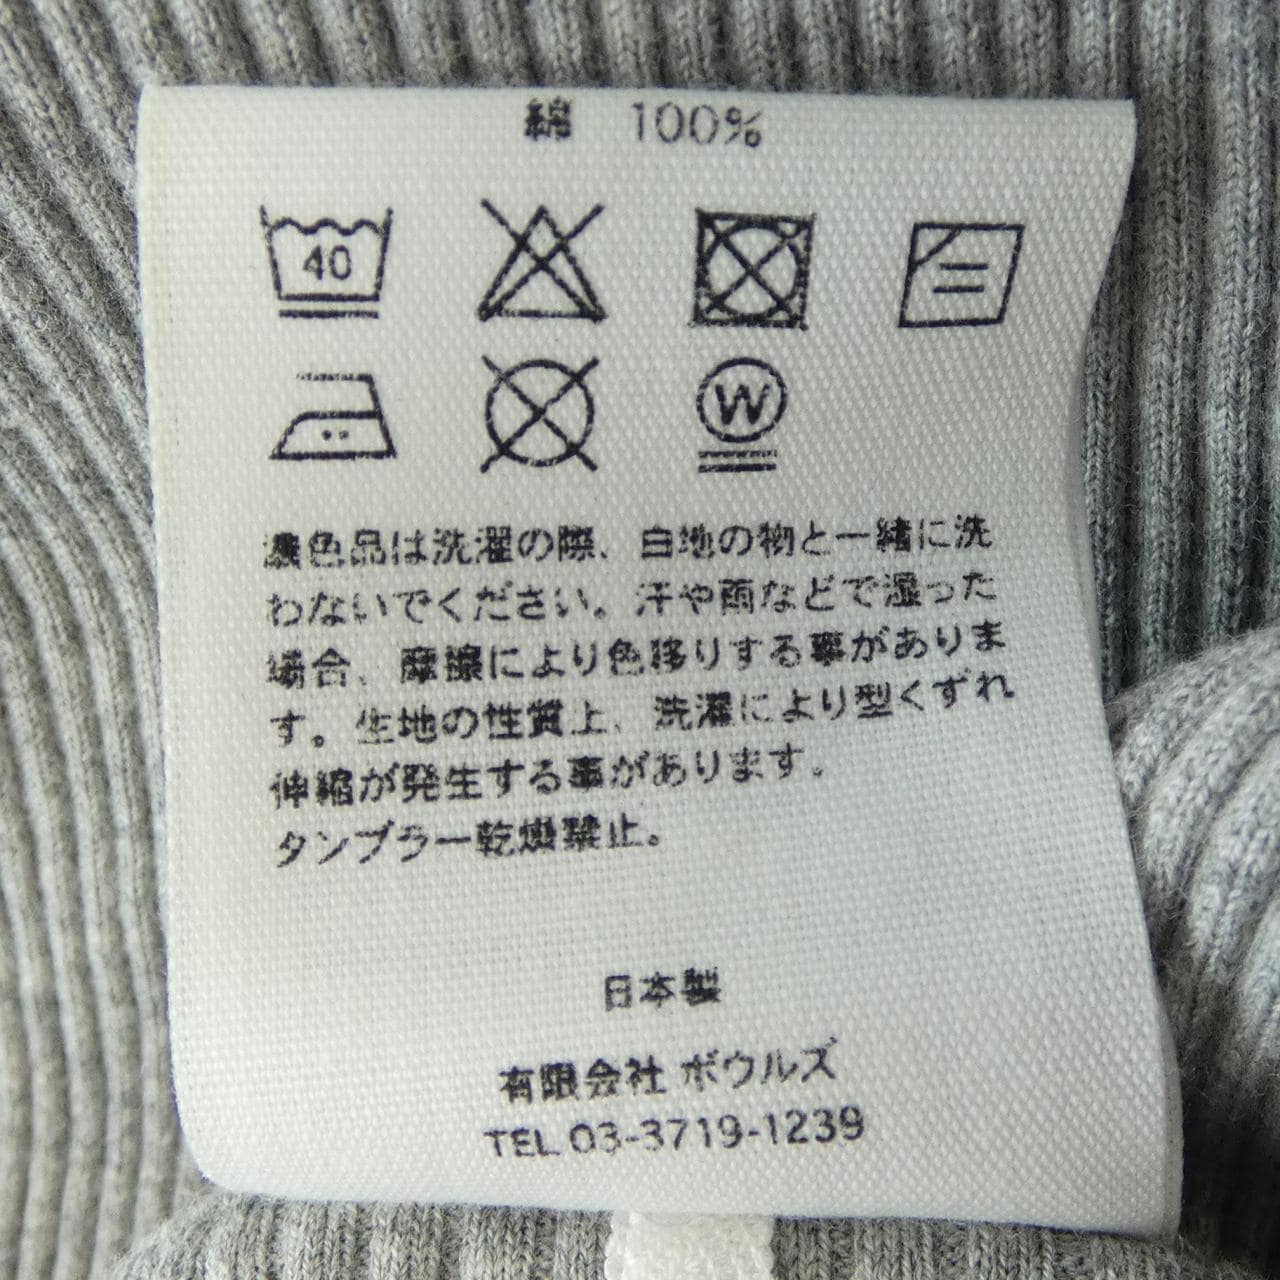 綿 100%
40
W
濃色品は洗濯の際、白地の物と一緒に洗
わないでください。汗や雨などで湿った
場合、摩擦により色移りする事がありま
す。生地の性質上、洗濯により型くずれ
伸縮が発生する事があります。
タンブラー乾燥禁止。
日本製
有限会社 ボウルズ
TEL 03-3719-1239